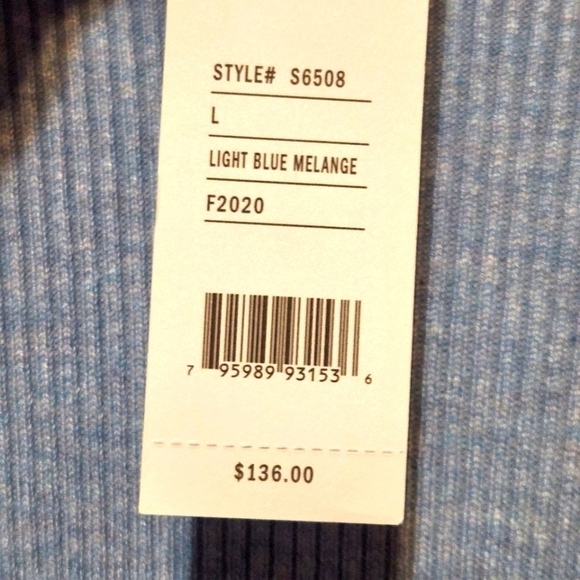 STYLE# S6508
L
LIGHT BLUE MELANGE
F2020
7 95989 93153 6
$136.00